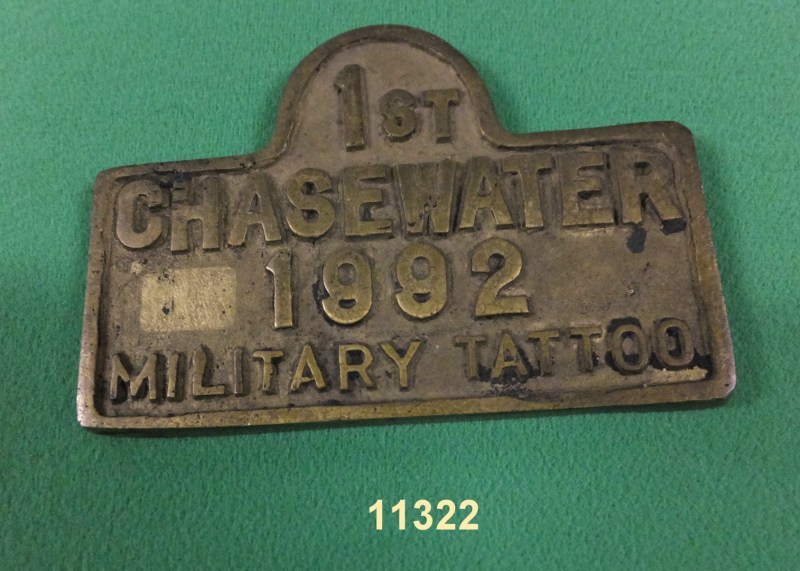 1ST
CHASEWATER
1992
MILITARY TATTOO
11322